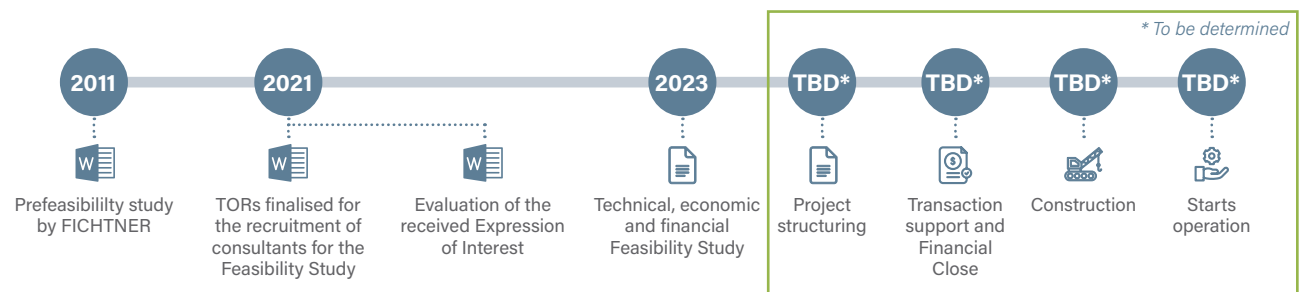 * To be determined
2011
2021
2023
TBD*
TBD*
TBD*
TBD*
W
W
W
$
Prefeasibililty study
by FICHTNER
TORs finalised for
the recruitment of
consultants for the
Feasibility Study
Evaluation of the
received Expression
of Interest
Technical, economic
and financial
Feasibility Study
Project
structuring
Transaction
support and
Financial
Close
Construction
Starts
operation